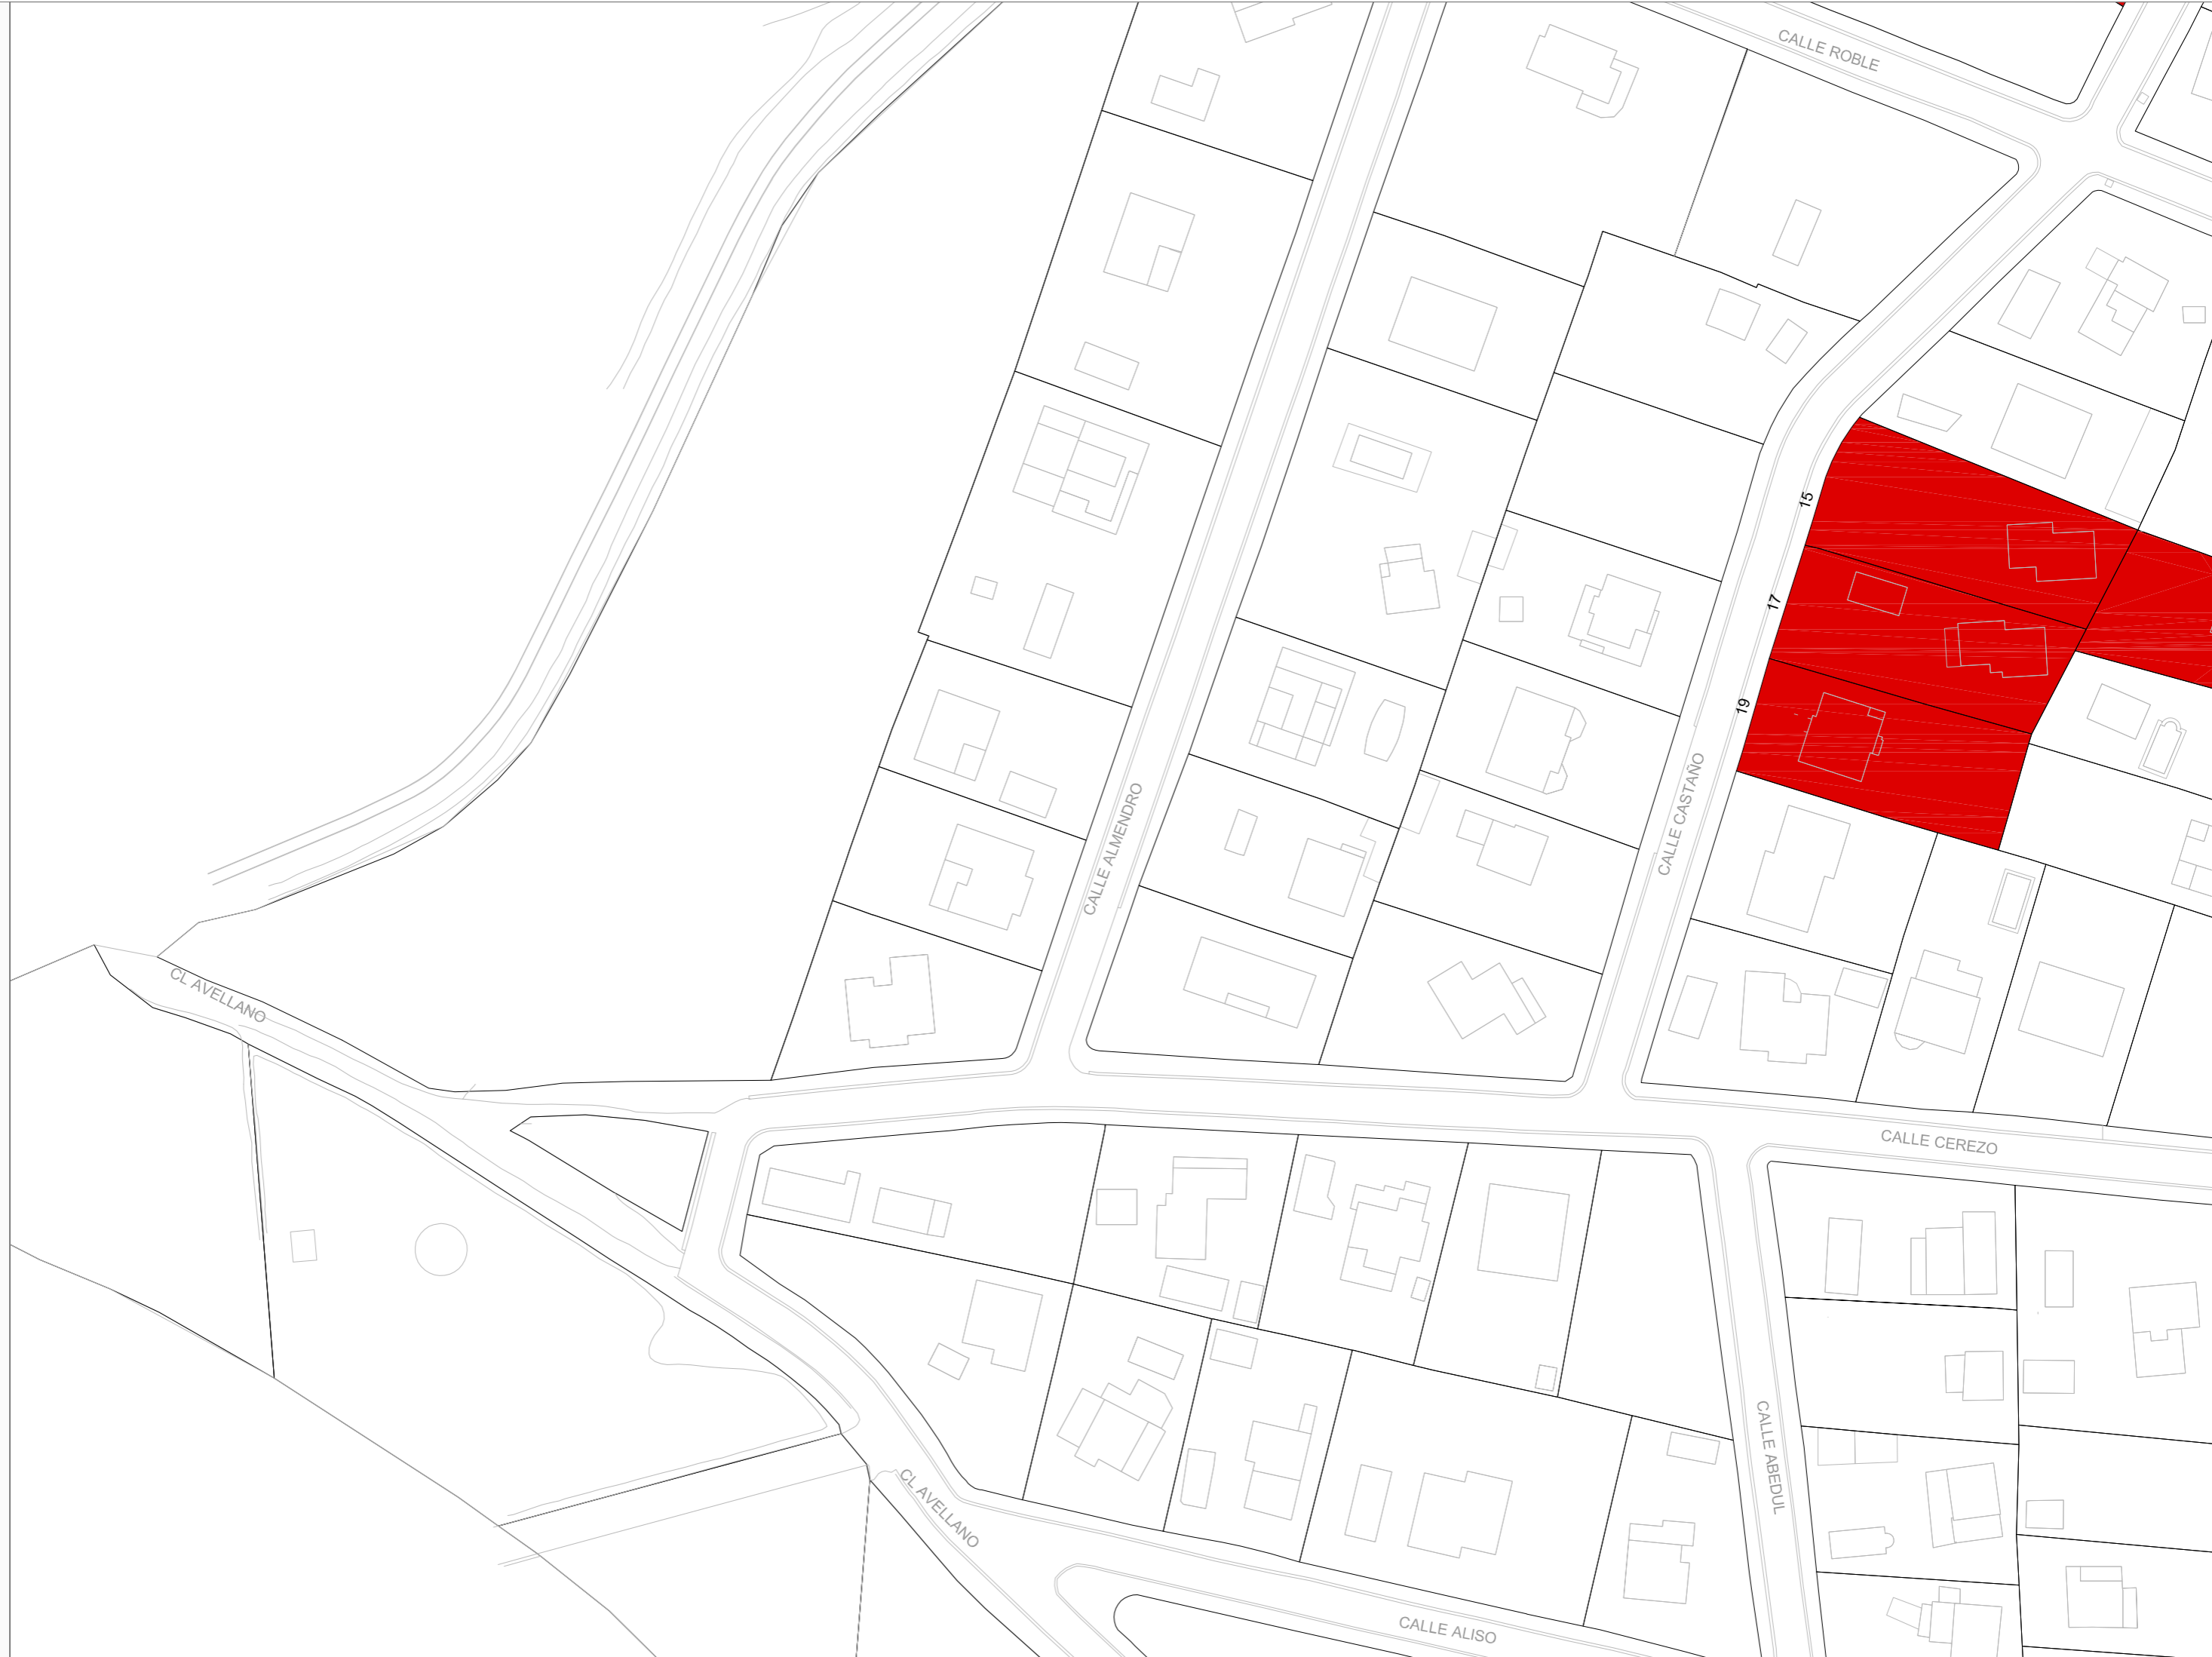 CALLE ROBLE
15
17
19
CALLE CASTAÑO
CALLE ALMENDRO
CL AVELLANO
CALLE CEREZO
CALLE ABEDUL
CL AVELLANO
CALLE ALISO